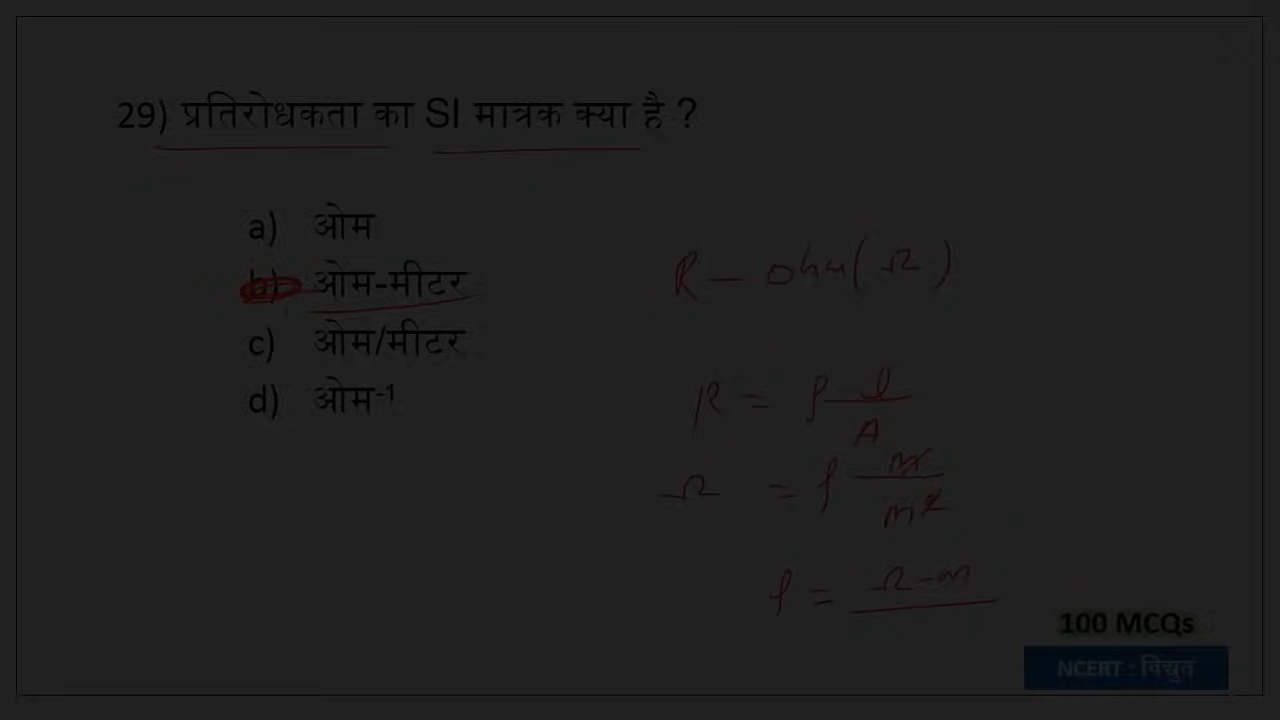 29) प्रतिरोधकता का SI मात्रक क्या है ?
a) ओम
b) ओम-मीटर
c) ओम/मीटर
d) ओम⁻¹
R – ohm (Ω)
R = ρ l/A
Ω = ρ m/m²
ρ = Ω-m
100 MCQs
NCERT : विद्युत